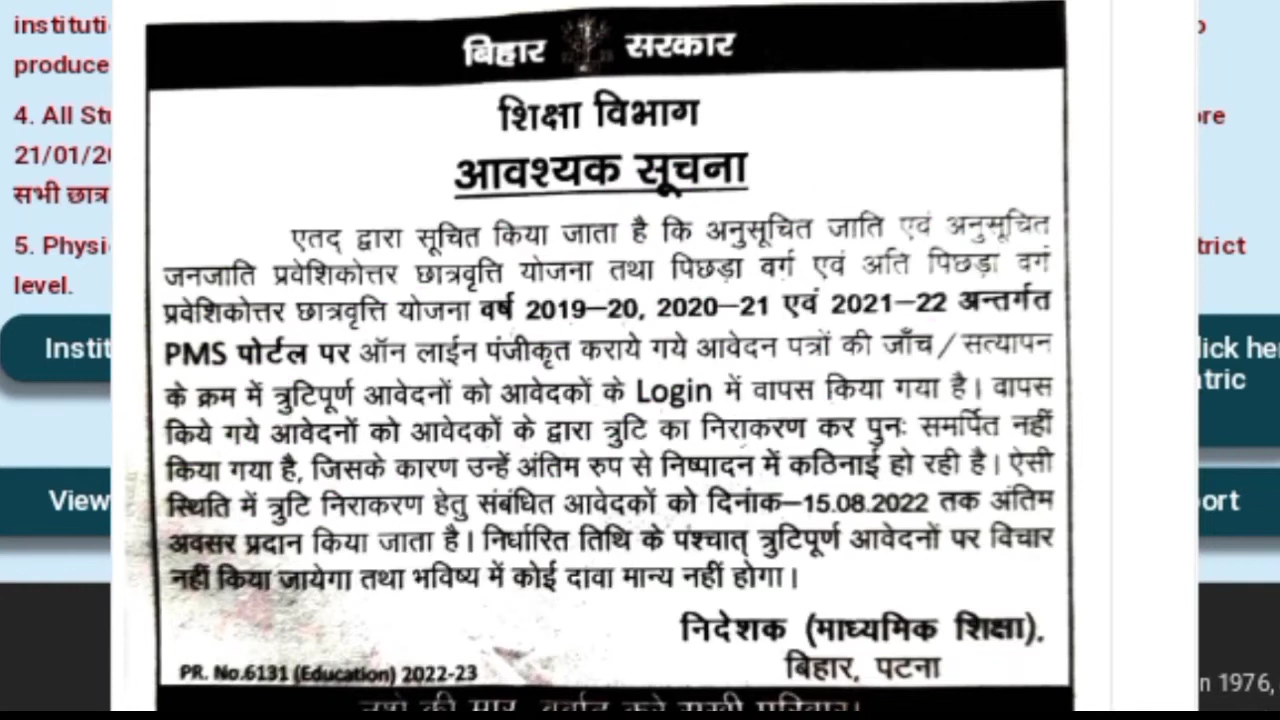 instituti
produce
4. All Stu
21/01/20
सभी छात्र
5. Physi
level.
Instit
View
बिहार सरकार
शिक्षा विभाग
आवश्यक सूचना
एतद् द्वारा सूचित किया जाता है कि अनुसूचित जाति एवं अनुसूचित
जनजाति प्रवेशिकोत्तर छात्रवृत्ति योजना तथा पिछड़ा वर्ग एवं अति पिछड़ा वर्ग
प्रवेशिकोत्तर छात्रवृत्ति योजना वर्ष 2019–20, 2020–21 एवं 2021–22 अन्तर्गत
PMS पोर्टल पर ऑन लाईन पंजीकृत कराये गये आवेदन पत्रों की जाँच/सत्यापन
के क्रम में त्रुटिपूर्ण आवेदनों को आवेदकों के Login में वापस किया गया है। वापस
किये गये आवेदनों को आवेदकों के द्वारा त्रुटि का निराकरण कर पुनः समर्पित नहीं
किया गया है, जिसके कारण उन्हें अंतिम रुप से निष्पादन में कठिनाई हो रही है। ऐसी
स्थिति में त्रुटि निराकरण हेतु संबंधित आवेदकों को दिनांक–15.08.2022 तक अंतिम
अवसर प्रदान किया जाता है। निर्धारित तिथि के पंश्चात् त्रुटिपूर्ण आवेदनों पर विचार
नहीं किया जायेगा तथा भविष्य में कोई दावा मान्य नहीं होगा।
निदेशक (माध्यमिक शिक्षा),
बिहार, पटना
PR. No.6131 (Education) 2022-23
ore
trict
lick her
atric
ort
n 1976,